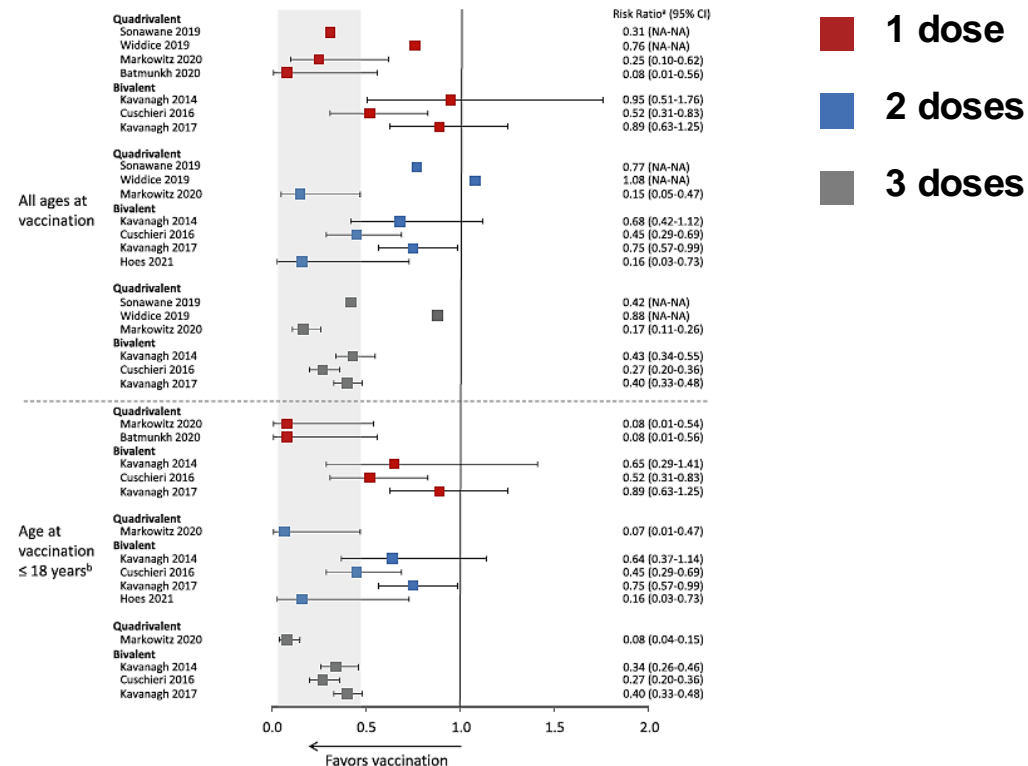 Risk Ratioᵃ (95% CI)
Quadrivalent
Sonawane 2019 0.31 (NA-NA)
Widdice 2019 0.76 (NA-NA)
Markowitz 2020 0.25 (0.10-0.62)
Batmunkh 2020 0.08 (0.01-0.56)
Bivalent
Kavanagh 2014 0.95 (0.51-1.76)
Cuschieri 2016 0.52 (0.31-0.83)
Kavanagh 2017 0.89 (0.63-1.25)
1 dose
2 doses
3 doses
All ages at
vaccination
Quadrivalent
Sonawane 2019 0.77 (NA-NA)
Widdice 2019 1.08 (NA-NA)
Markowitz 2020 0.15 (0.05-0.47)
Bivalent
Kavanagh 2014 0.68 (0.42-1.12)
Cuschieri 2016 0.45 (0.29-0.69)
Kavanagh 2017 0.75 (0.57-0.99)
Hoes 2021 0.16 (0.03-0.73)
Quadrivalent
Sonawane 2019 0.42 (NA-NA)
Widdice 2019 0.88 (NA-NA)
Markowitz 2020 0.17 (0.11-0.26)
Bivalent
Kavanagh 2014 0.43 (0.34-0.55)
Cuschieri 2016 0.27 (0.20-0.36)
Kavanagh 2017 0.40 (0.33-0.48)
Age at
vaccination
≤ 18 yearsᵇ
Quadrivalent
Markowitz 2020 0.08 (0.01-0.54)
Batmunkh 2020 0.08 (0.01-0.56)
Bivalent
Kavanagh 2014 0.65 (0.29-1.41)
Cuschieri 2016 0.52 (0.31-0.83)
Kavanagh 2017 0.89 (0.63-1.25)
Quadrivalent
Markowitz 2020 0.07 (0.01-0.47)
Bivalent
Kavanagh 2014 0.64 (0.37-1.14)
Cuschieri 2016 0.45 (0.29-0.69)
Kavanagh 2017 0.75 (0.57-0.99)
Hoes 2021 0.16 (0.03-0.73)
Quadrivalent
Markowitz 2020 0.08 (0.04-0.15)
Bivalent
Kavanagh 2014 0.34 (0.26-0.46)
Cuschieri 2016 0.27 (0.20-0.36)
Kavanagh 2017 0.40 (0.33-0.48)
0.0 0.5 1.0 1.5 2.0
Favors vaccination